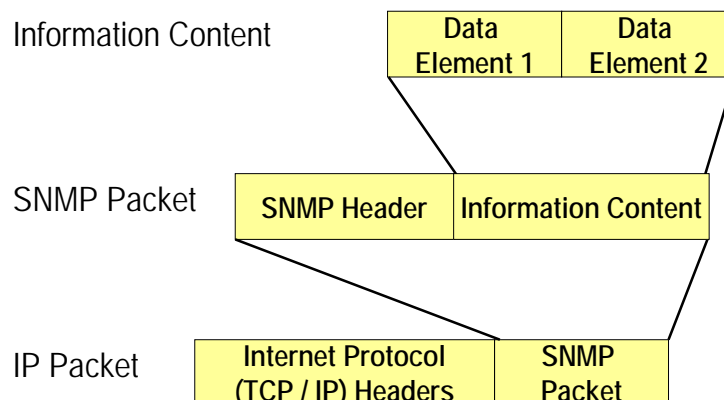 Information Content
Data
Element 1
Data
Element 2
SNMP Packet
SNMP Header
Information Content
IP Packet
Internet Protocol
(TCP / IP) Headers
SNMP
Packet